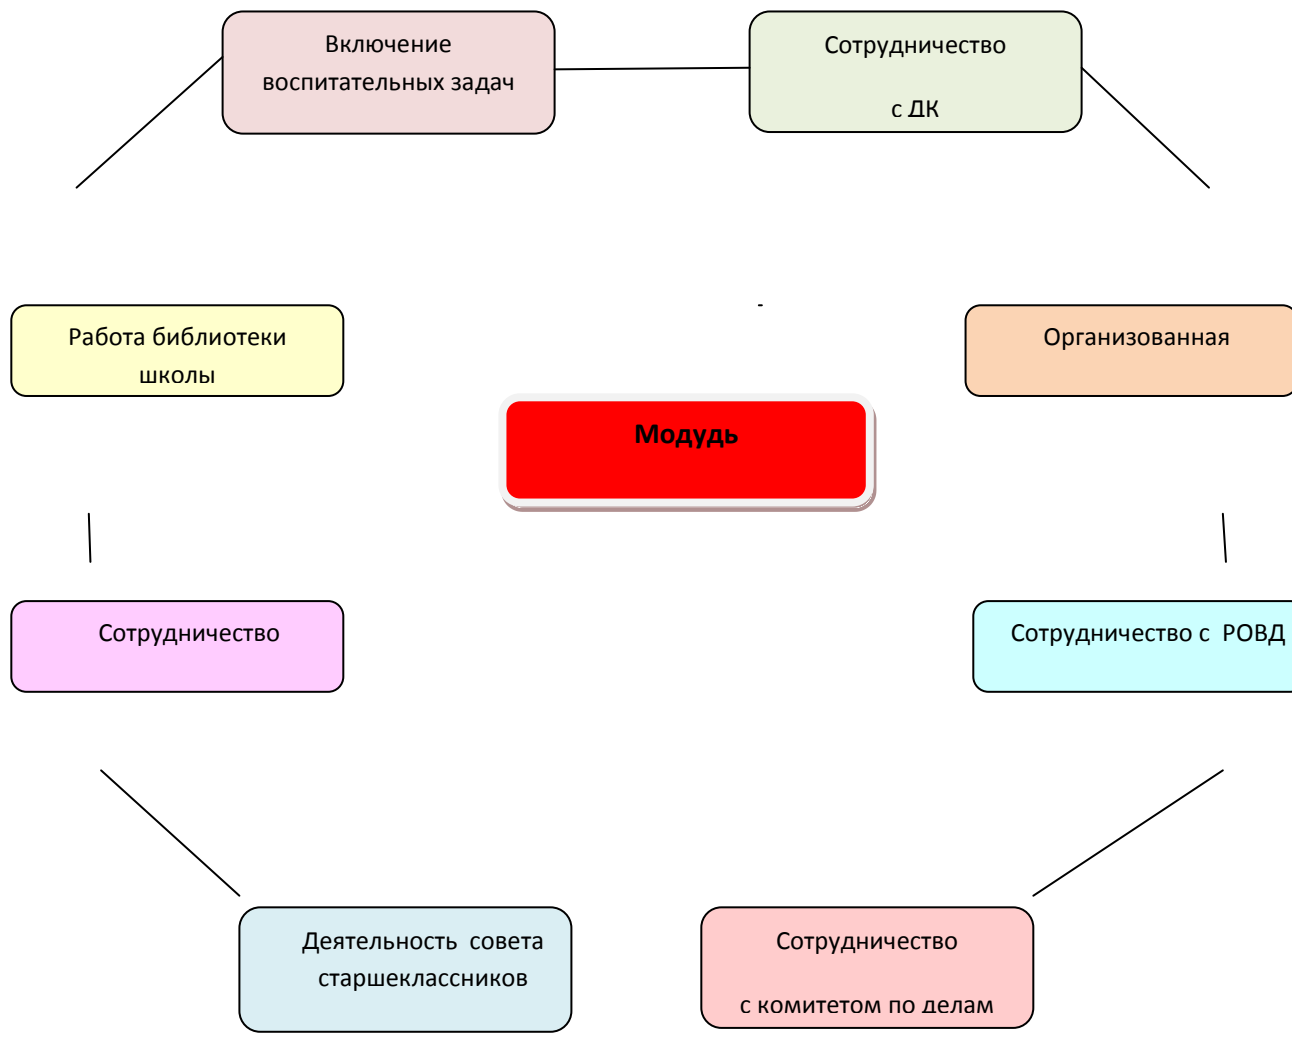 Включение
воспитательных задач
Сотрудничество
с ДК
Работа библиотеки
школы
-
Организованная
Модудь
Сотрудничество
Сотрудничество с РОВД
Деятельность совета
старшеклассников
Сотрудничество
с комитетом по делам